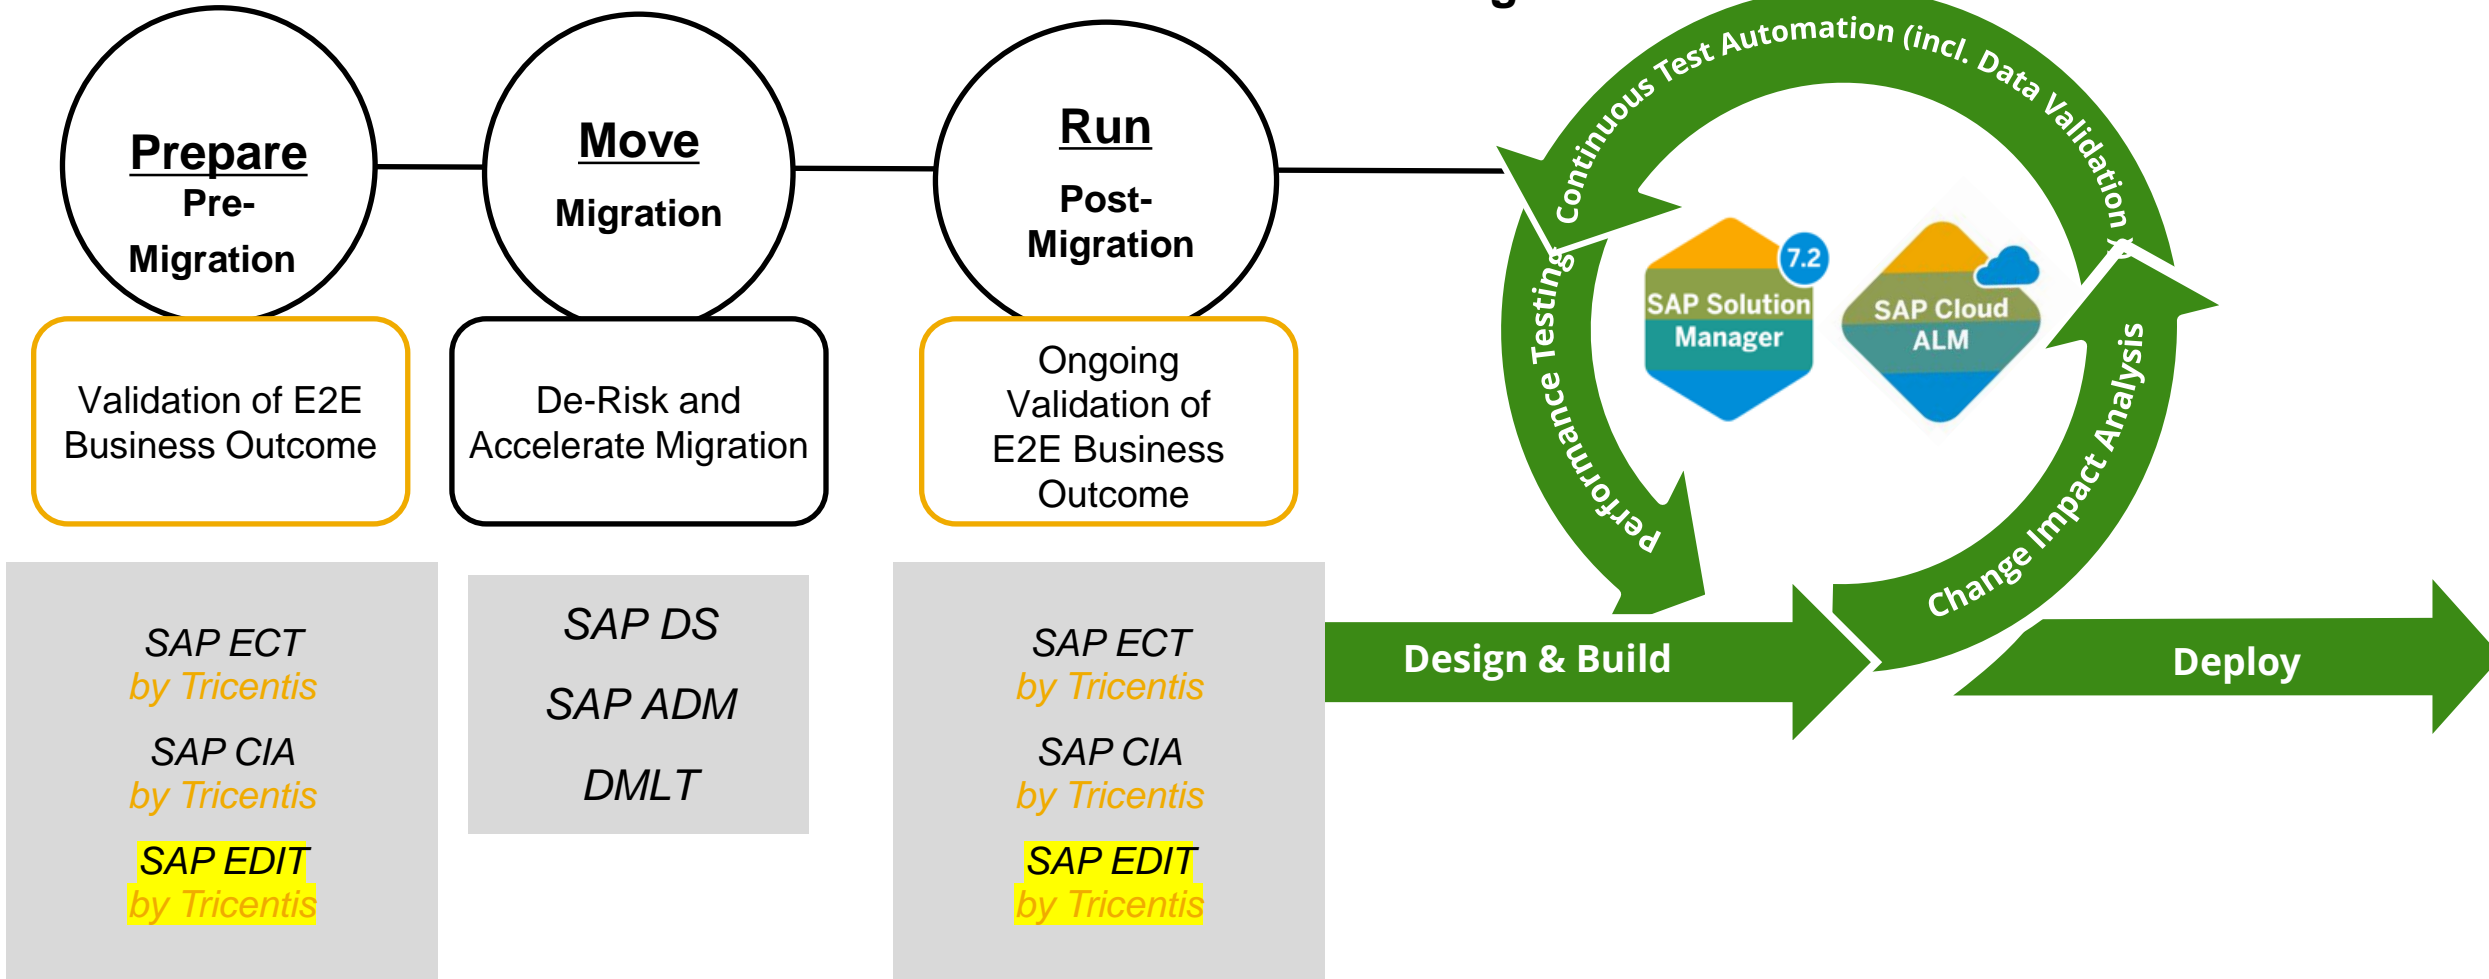 Prepare
Pre-
Migration
Move
Migration
Run
Post-
Migration
Validation of E2E
Business Outcome
De-Risk and
Accelerate Migration
Ongoing
Validation of
E2E Business
Outcome
SAP ECT
by Tricentis
SAP CIA
by Tricentis
SAP EDIT
by Tricentis
SAP DS
SAP ADM
DMLT
SAP ECT
by Tricentis
SAP CIA
by Tricentis
SAP EDIT
by Tricentis
Continuous Test Automation (incl. Data Validation )
Performance Testing
Change Impact Analysis
7.2
SAP Solution
Manager
SAP Cloud
ALM
Design & Build
Deploy